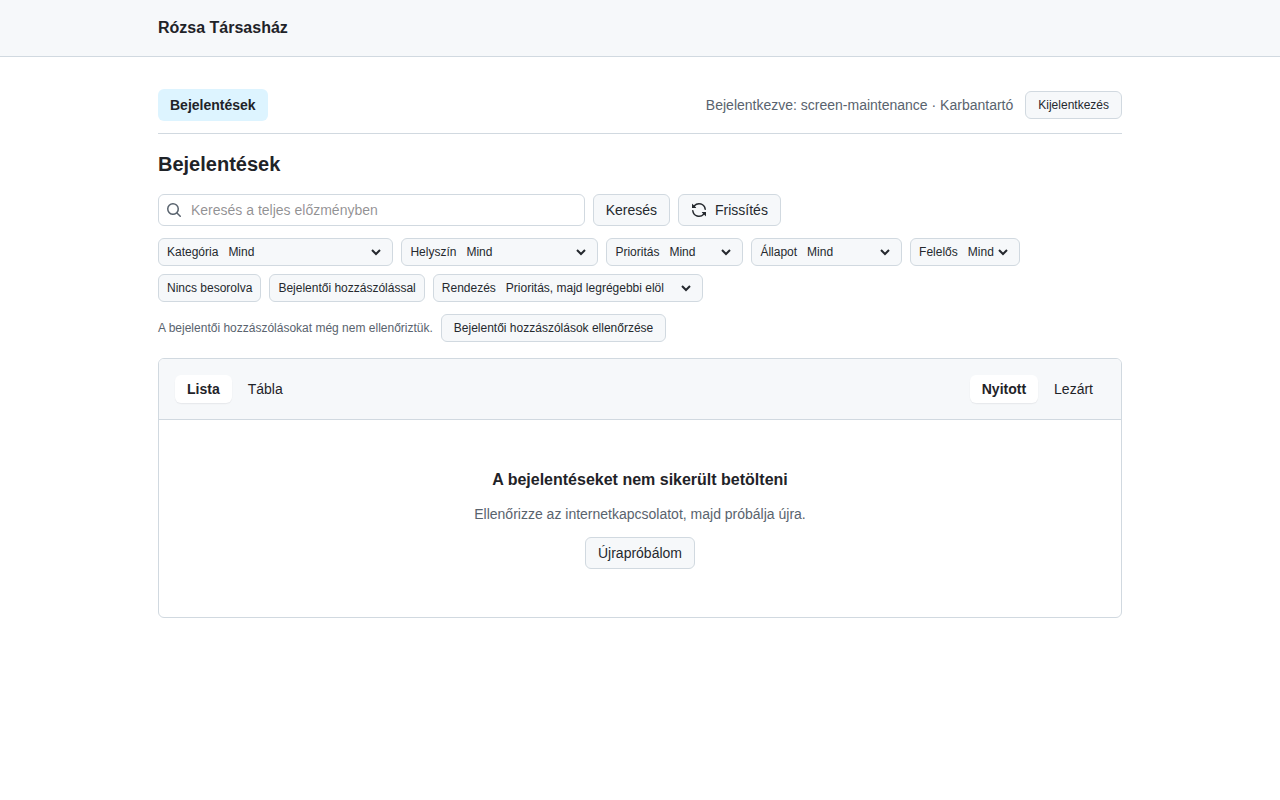 Rózsa Társasház
Bejelentések
Bejelentkezve: screen-maintenance · Karbantartó
Kijelentkezés
Bejelentések
Keresés a teljes előzményben
Keresés
Frissítés
Kategória Mind
Helyszín Mind
Prioritás Mind
Állapot Mind
Felelős Mind
Nincs besorolva
Bejelentői hozzászólással
Rendezés Prioritás, majd legrégebbi elöl
A bejelentői hozzászólásokat még nem ellenőriztük.
Bejelentői hozzászólások ellenőrzése
Lista
Tábla
Nyitott
Lezárt
A bejelentéseket nem sikerült betölteni
Ellenőrizze az internetkapcsolatot, majd próbálja újra.
Újrapróbálom